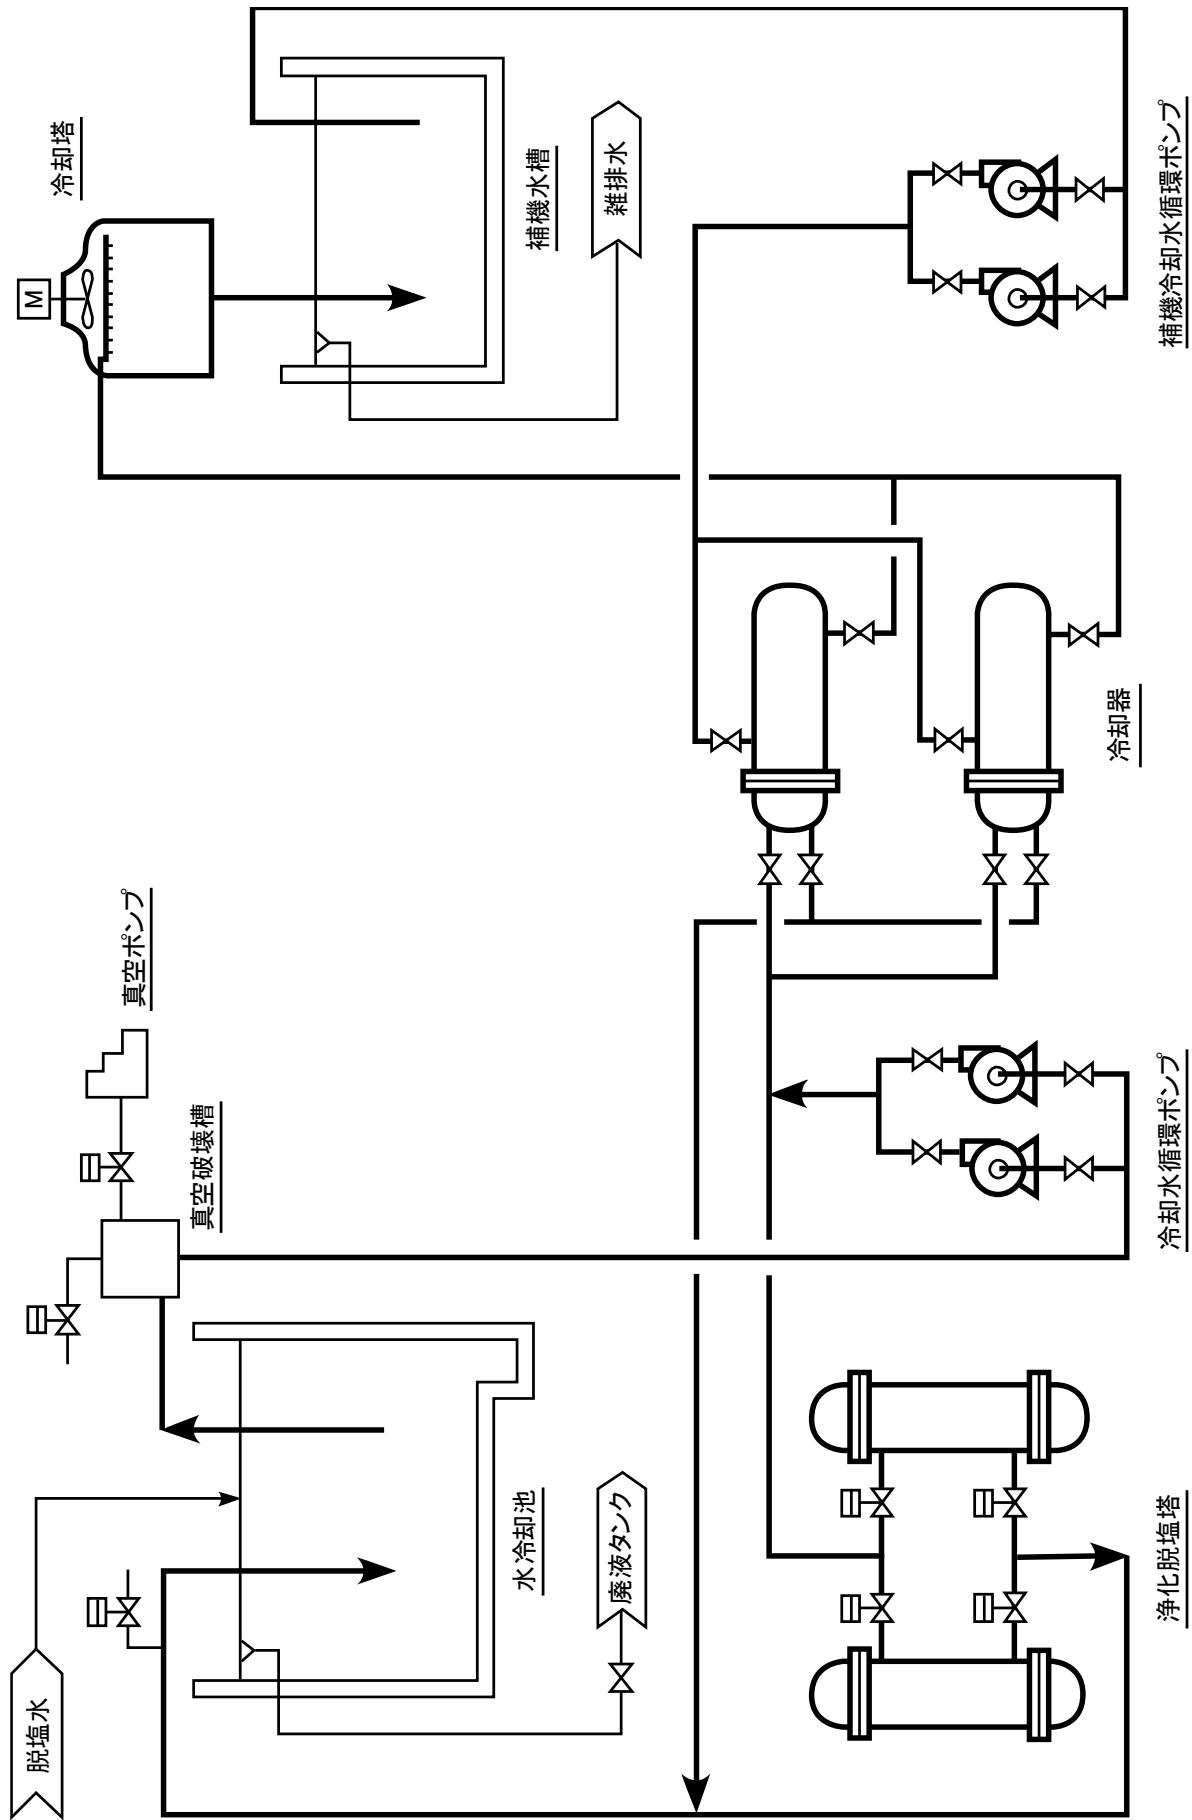 冷却塔
M
補機水槽
雑排水
補機冷却水循環ポンプ
冷却器
真空ポンプ
真空破壊槽
冷却水循環ポンプ
水冷却池
廃液タンク
浄化脱塩塔
脱塩水